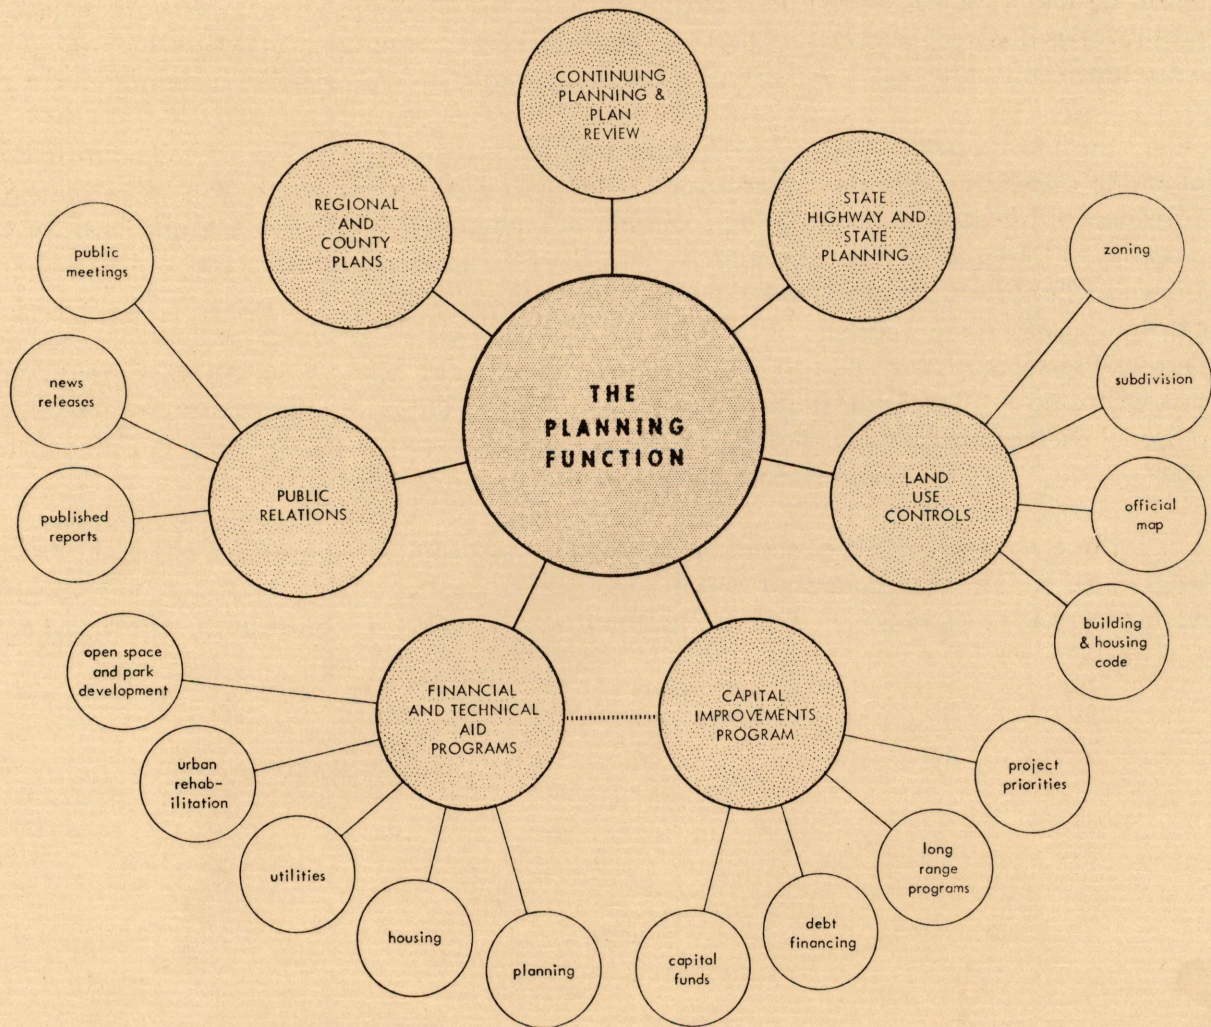 CONTINUING
PLANNING &
PLAN
REVIEW
REGIONAL
AND
COUNTY
PLANS
STATE
HIGHWAY AND
STATE
PLANNING
THE
PLANNING
FUNCTION
public
meetings
news
releases
published
reports
PUBLIC
RELATIONS
zoning
subdivision
official
map
building
& housing
code
LAND
USE
CONTROLS
open space
and park
development
urban
rehab-
ilitation
utilities
housing
planning
FINANCIAL
AND TECHNICAL
AID
PROGRAMS
CAPITAL
IMPROVEMENTS
PROGRAM
project
priorities
long
range
programs
debt
financing
capital
funds